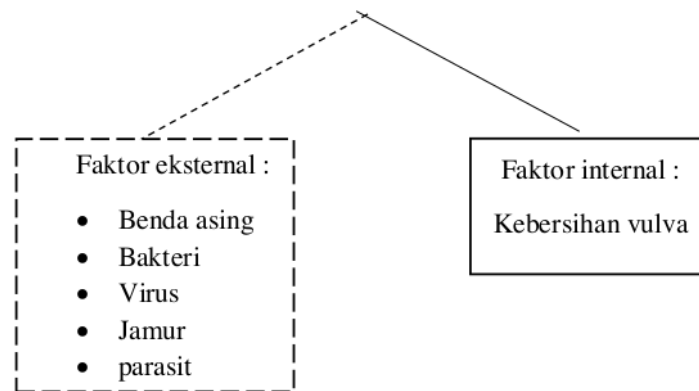 Faktor eksternal :
• Benda asing
• Bakteri
• Virus
• Jamur
• parasit
Faktor internal :
Kebersihan vulva